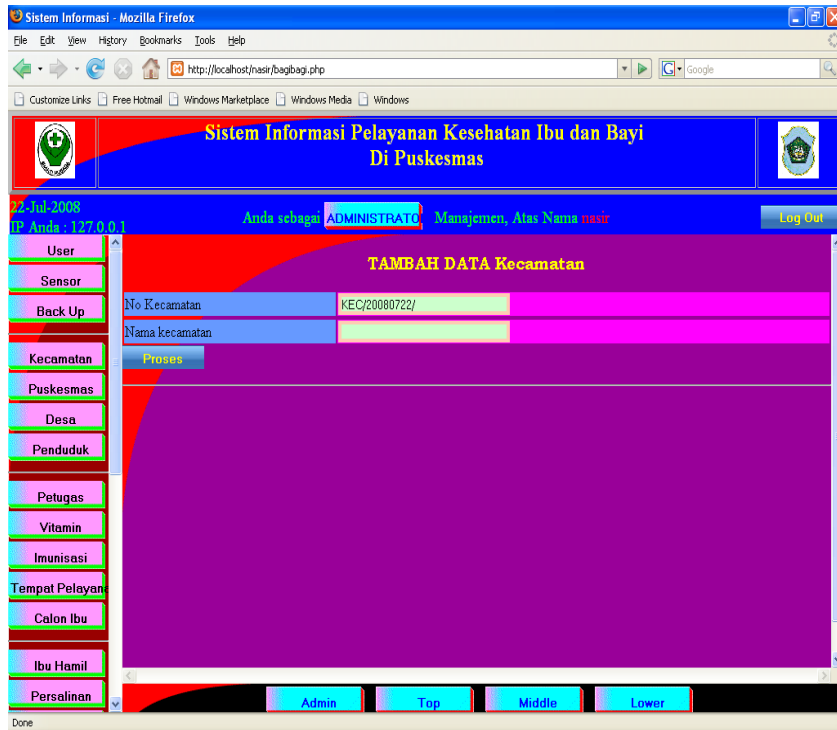 Sistem Informasi - Mozilla Firefox
File Edit View History Bookmarks Tools Help
http://localhost/nasir/bagibagi.php
G Google
Customize Links Free Hotmail Windows Marketplace Windows Media Windows
Sistem Informasi Pelayanan Kesehatan Ibu dan Bayi
Di Puskesmas
22-Jul-2008
IP Anda : 127.0.0.1
Anda sebagai ADMINISTRATO Manajemen, Atas Nama nasir
Log Out
User
Sensor
Back Up
Kecamatan
Puskesmas
Desa
Penduduk
Petugas
Vitamin
Imunisasi
Tempat Pelayana
Calon Ibu
Ibu Hamil
Persalinan
TAMBAH DATA Kecamatan
No Kecamatan KEC/20080722/
Nama kecamatan
Proses
Admin Top Middle Lower
Done